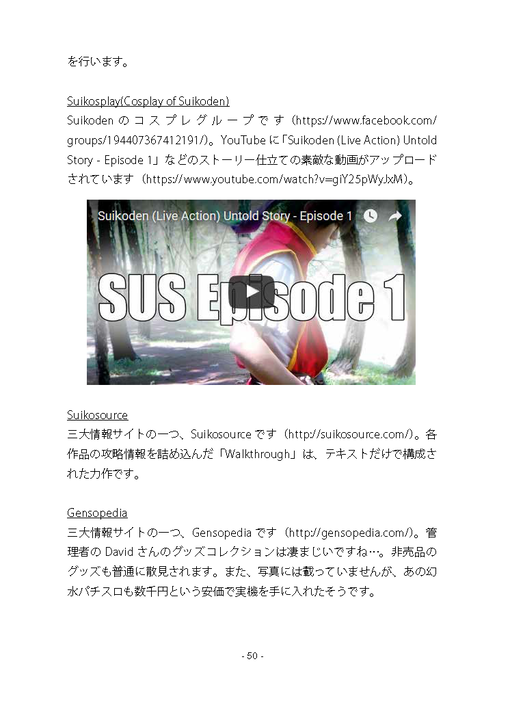 を行います。
Suikosplay(Cosplay of Suikoden)
Suikoden のコスプレグループです（https://www.facebook.com/
groups/194407367412191/）。YouTube に「Suikoden (Live Action) Untold
Story - Episode 1」などのストーリー仕立ての素敵な動画がアップロード
されています（https://www.youtube.com/watch?v=giY25pWyJxM）。
Suikoden (Live Action) Untold Story - Episode 1
SUS Episode 1
Suikosource
三大情報サイトの一つ、Suikosource です（http://suikosource.com/）。各
作品の攻略情報を詰め込んだ「Walkthrough」は、テキストだけで構成さ
れた力作です。
Gensopedia
三大情報サイトの一つ、Gensopedia です（http://gensopedia.com/）。管
理者の David さんのグッズコレクションは凄まじいですね…。非売品の
グッズも普通に散見されます。また、写真には載っていませんが、あの幻
水パチスロも数千円という安価で実機を手に入れたそうです。
- 50 -